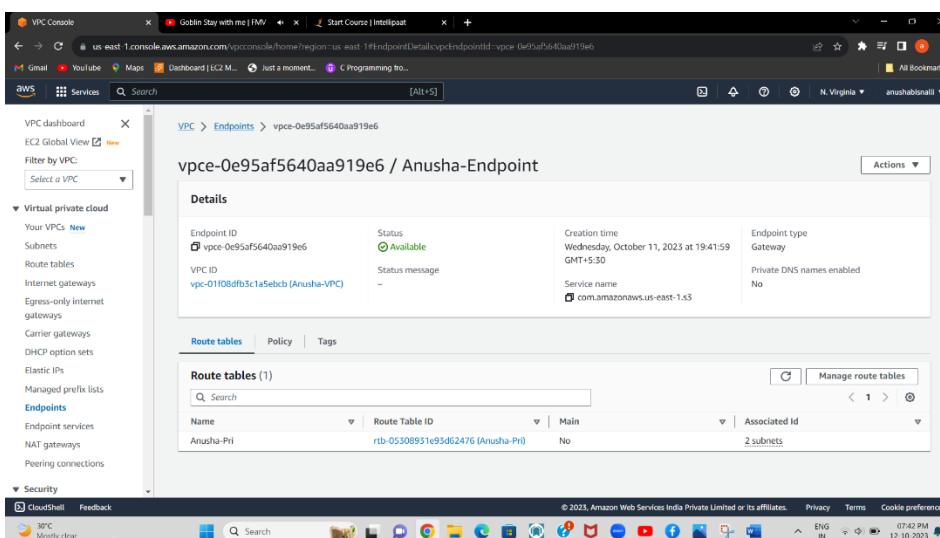 VPC Console
Goblin Stay with me | FMV
Start Course | Intellipaat
us-east-1.console.aws.amazon.com/vpcconsole/home?region=us-east-1#EndpointDetails:vpcEndpointId=vpce-0e95af5640aa919e6
Gmail YouTube Maps Dashboard | EC2 M... Just a moment... C Programming fro... All Bookmar
aws Services Search [Alt+S] N. Virginia anushabisnalli
VPC dashboard
EC2 Global View New
Filter by VPC:
Select a VPC
Virtual private cloud
Your VPCs New
Subnets
Route tables
Internet gateways
Egress-only internet
gateways
Carrier gateways
DHCP option sets
Elastic IPs
Managed prefix lists
Endpoints
Endpoint services
NAT gateways
Peering connections
Security
VPC > Endpoints > vpce-0e95af5640aa919e6
vpce-0e95af5640aa919e6 / Anusha-Endpoint
Actions
Details
Endpoint ID
vpce-0e95af5640aa919e6
VPC ID
vpc-01f08dfb3c1a5ebcb (Anusha-VPC)
Status
Available
Status message
–
Creation time
Wednesday, October 11, 2023 at 19:41:59
GMT+5:30
Service name
com.amazonaws.us-east-1.s3
Endpoint type
Gateway
Private DNS names enabled
No
Route tables Policy Tags
Route tables (1)
Manage route tables
Search
1
Name Route Table ID Main Associated Id
Anusha-Pri rtb-05308931e93d62476 (Anusha-Pri) No 2 subnets
CloudShell Feedback © 2023, Amazon Web Services India Private Limited or its affiliates. Privacy Terms Cookie preference
30°C
Mostly clear
Search
ENG
IN
07:42 PM
12-10-2023